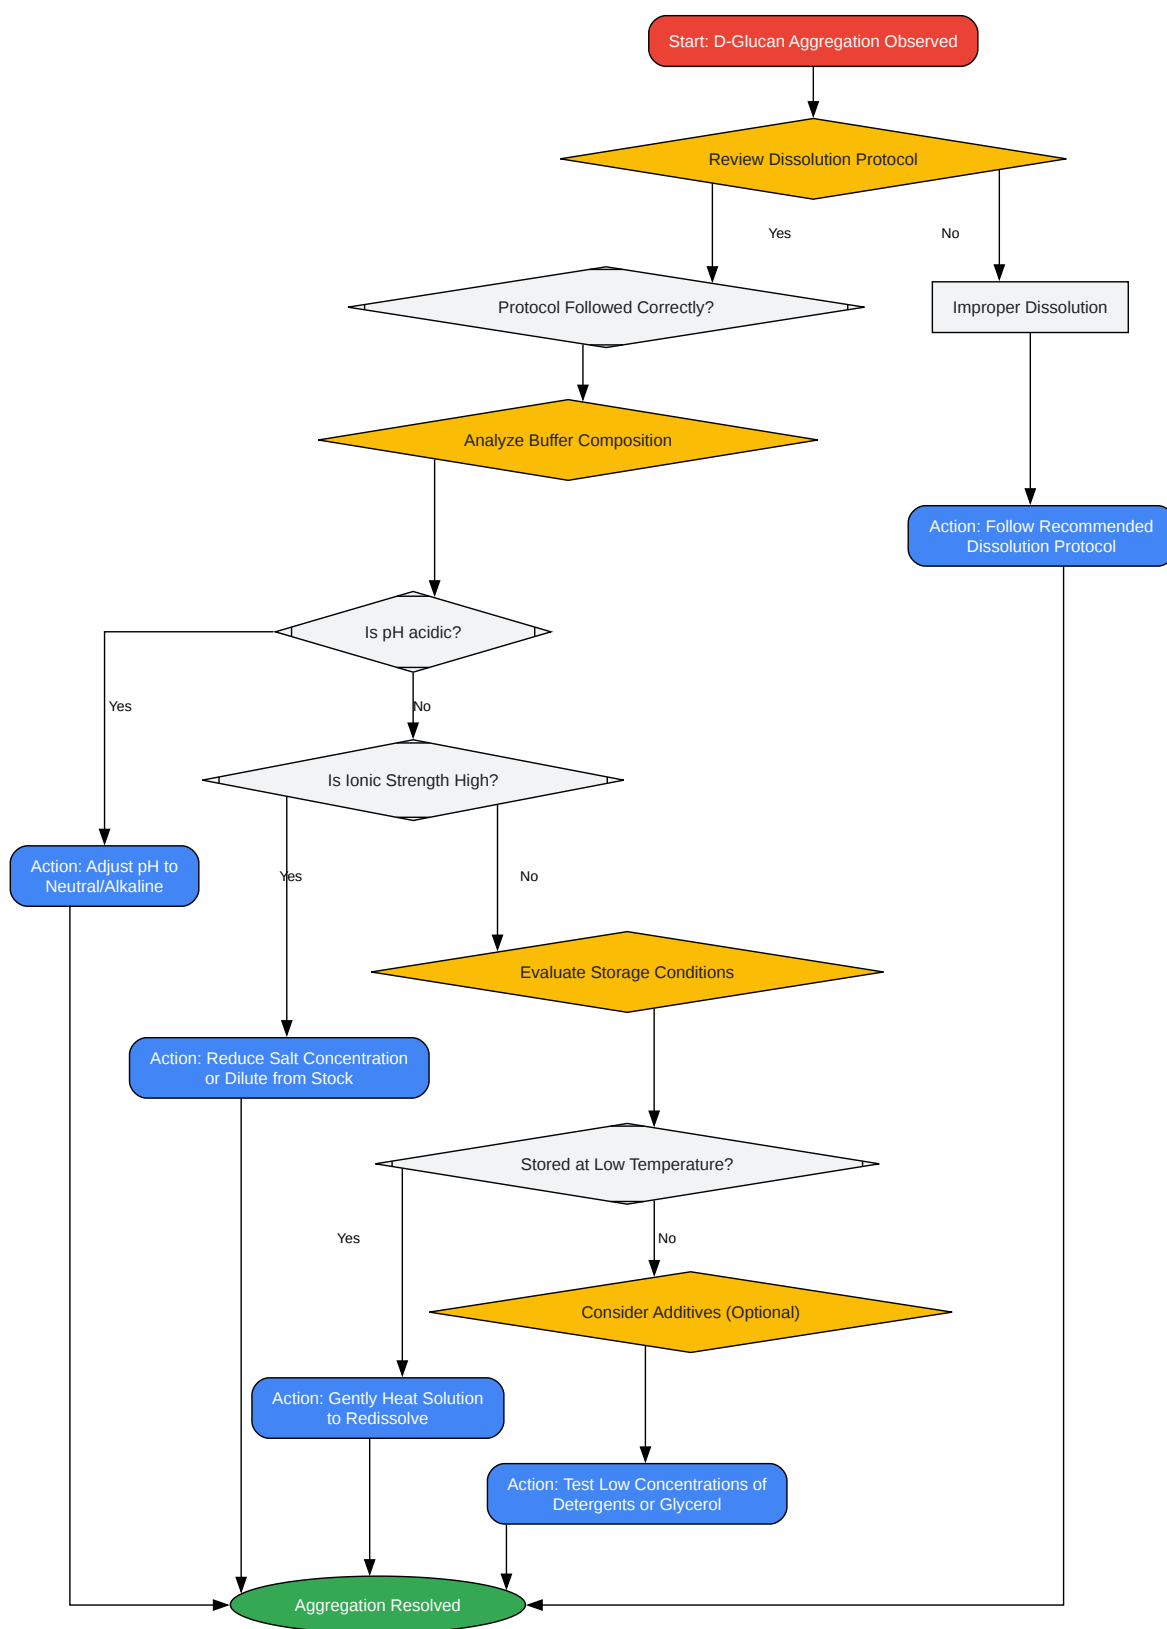 Start: D-Glucan Aggregation Observed
Review Dissolution Protocol
Yes
No
Protocol Followed Correctly?
Improper Dissolution
Analyze Buffer Composition
Action: Follow Recommended
Dissolution Protocol
Is pH acidic?
Yes
No
Is Ionic Strength High?
Action: Adjust pH to
Neutral/Alkaline
Yes
No
Evaluate Storage Conditions
Action: Reduce Salt Concentration
or Dilute from Stock
Stored at Low Temperature?
Yes
No
Consider Additives (Optional)
Action: Gently Heat Solution
to Redissolve
Action: Test Low Concentrations of
Detergents or Glycerol
Aggregation Resolved